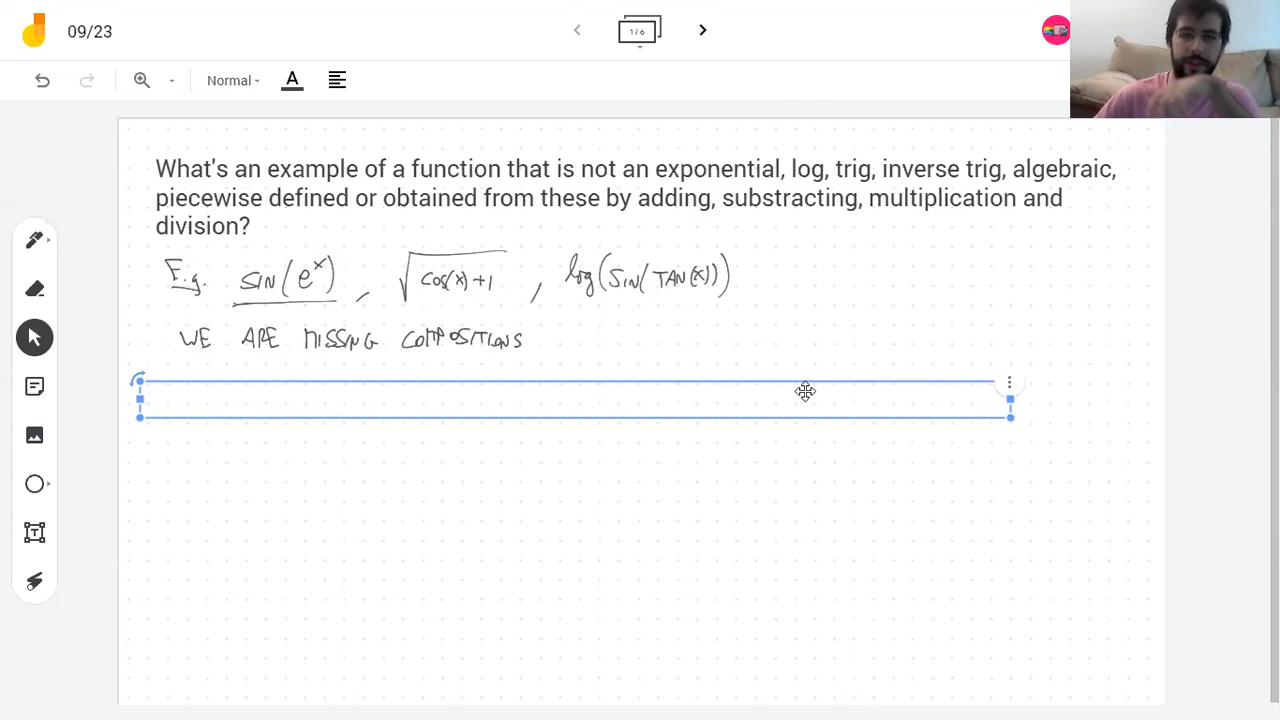 09/23
1/6
Normal
What's an example of a function that is not an exponential, log, trig, inverse trig, algebraic,
piecewise defined or obtained from these by adding, substracting, multiplication and
division?
E.g. SIN(e^x), √(cos(x)+1), log(SIN(TAN(x)))
WE ARE MISSING COMPOSITIONS